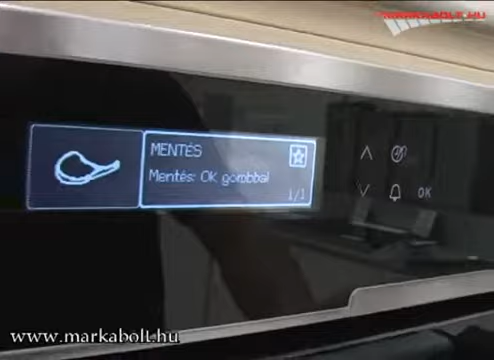 MARKABOLT.HU
MENTÉS
Mentés: OK gombbal
1/1
OK
www.markabolt.hu